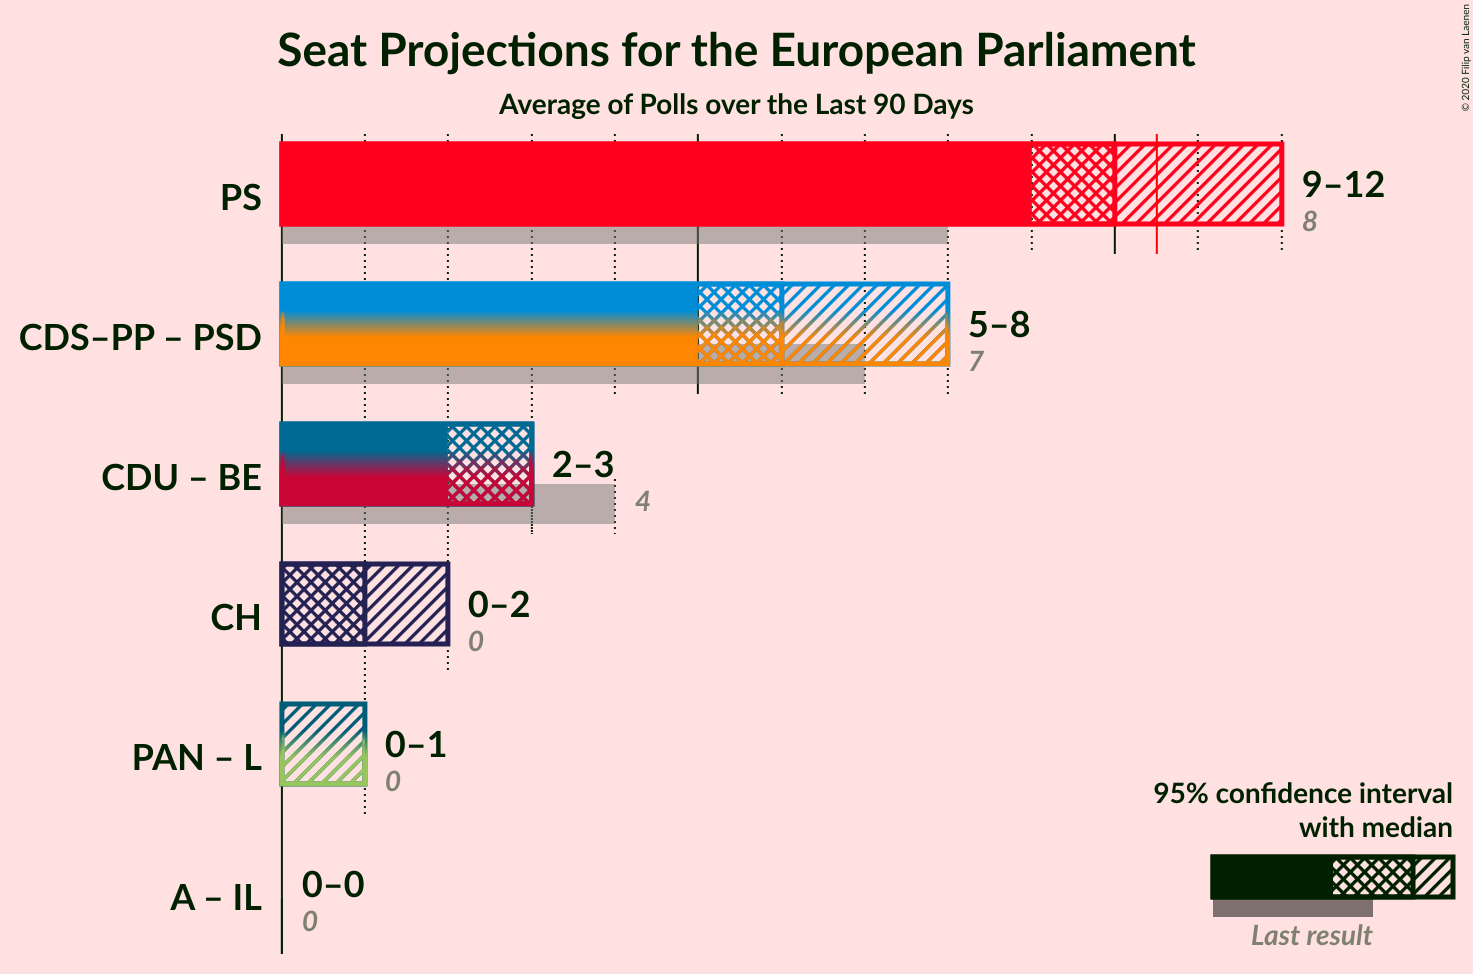 Seat Projections for the European Parliament
Average of Polls over the Last 90 Days
© 2020 Filip van Laenen
PS
9–12
8
CDS–PP – PSD
5–8
7
CDU – BE
2–3
4
CH
0–2
0
PAN – L
0–1
0
A – IL
0–0
0
95% confidence interval
with median
Last result